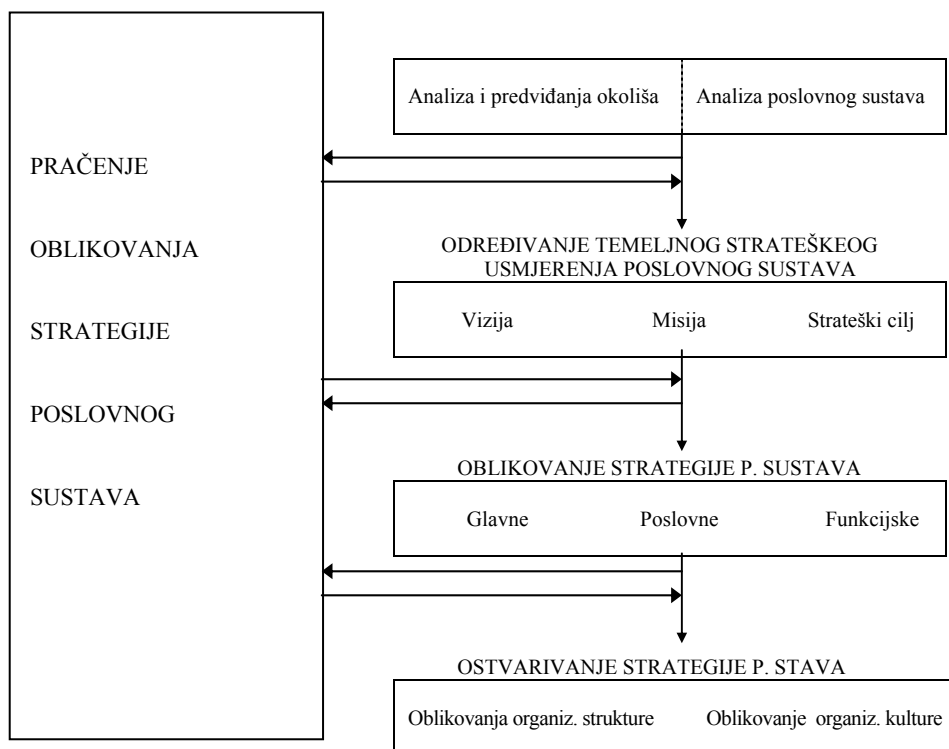 Analiza i predviđanja okoliša
Analiza poslovnog sustava
PRAČENJE
OBLIKOVANJA
STRATEGIJE
POSLOVNOG
SUSTAVA
ODREĐIVANJE TEMELJNOG STRATEŠKEOG
USMJERENJA POSLOVNOG SUSTAVA
Vizija
Misija
Strateški cilj
OBLIKOVANJE STRATEGIJE P. SUSTAVA
Glavne
Poslovne
Funkcijske
OSTVARIVANJE STRATEGIJE P. STAVA
Oblikovanja organiz. strukture
Oblikovanje organiz. kulture